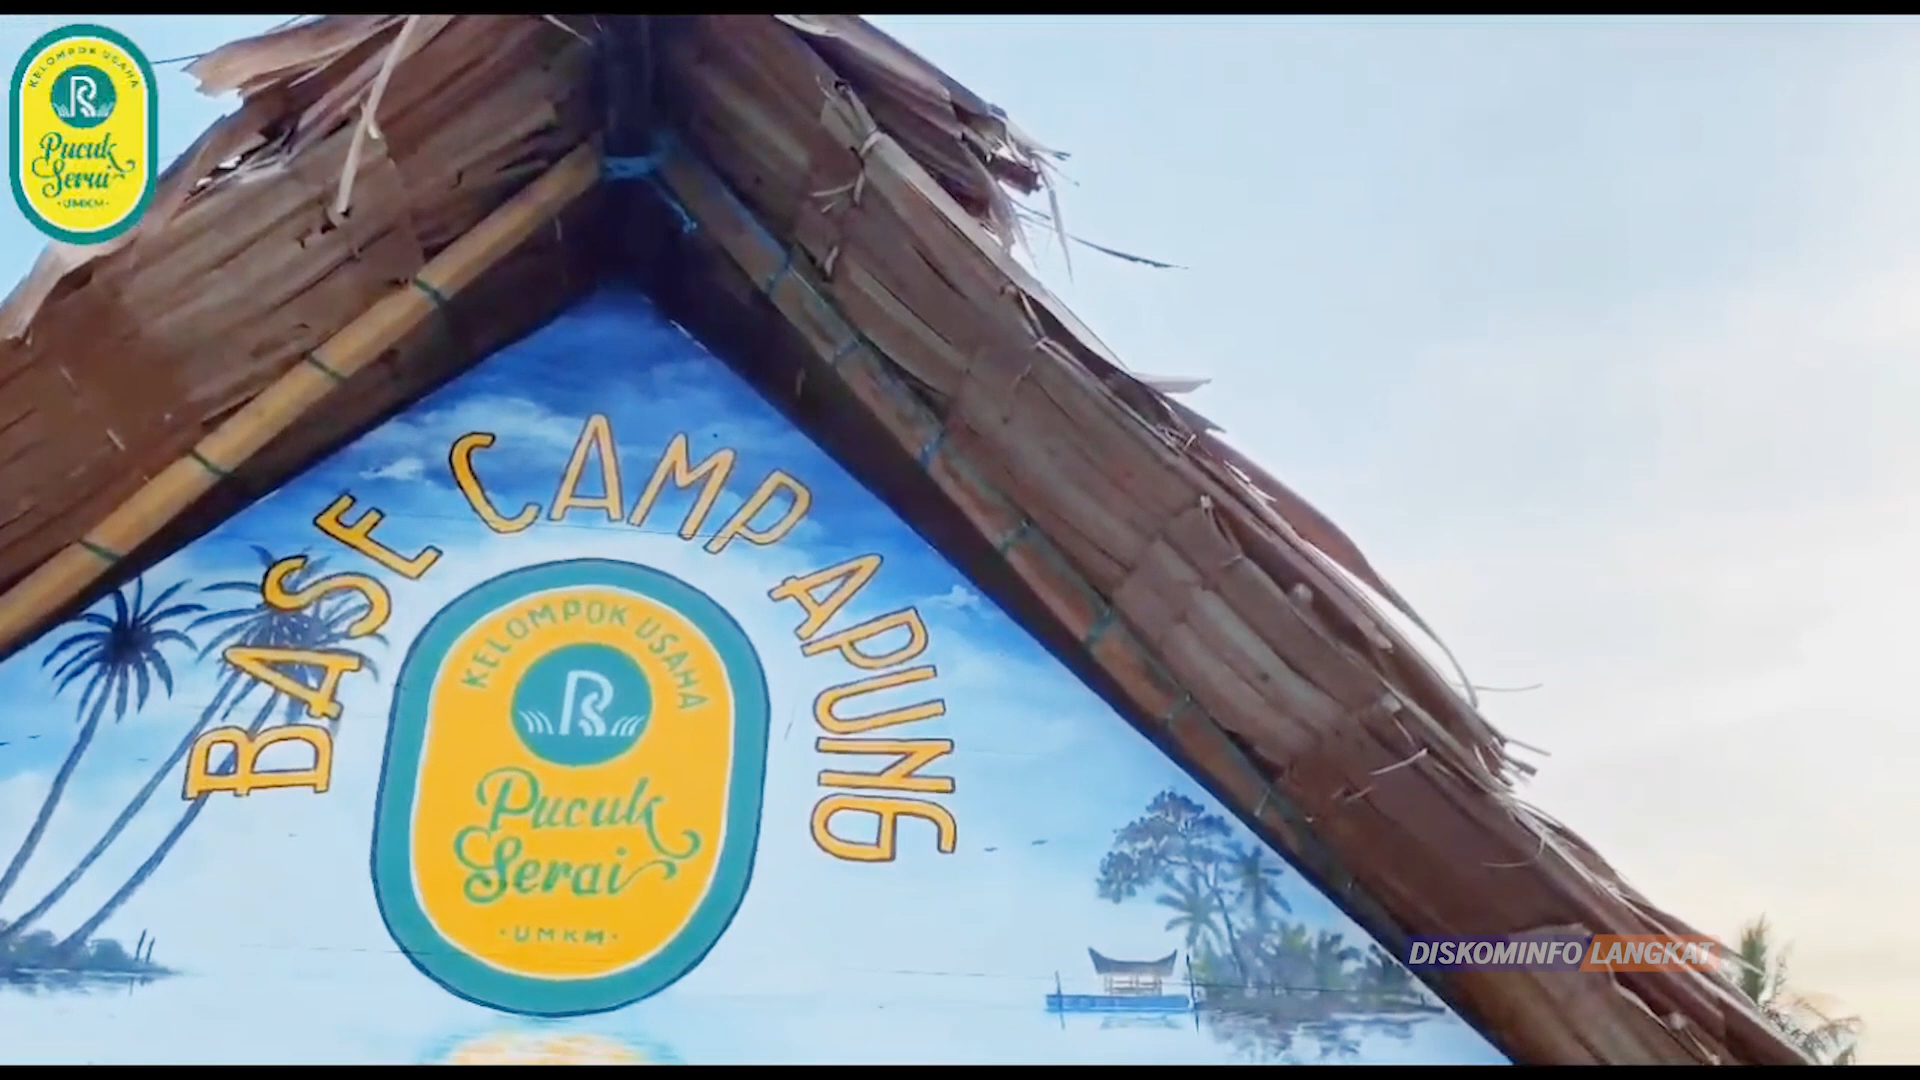 KELOMPOK USAHA
R
Pucuk
Serai
·UMKM·
BASE CAMP APUNG
KELOMPOK USAHA
R
Pucuk
Serai
·UMKM·
DISKOMINFO LANGKAT